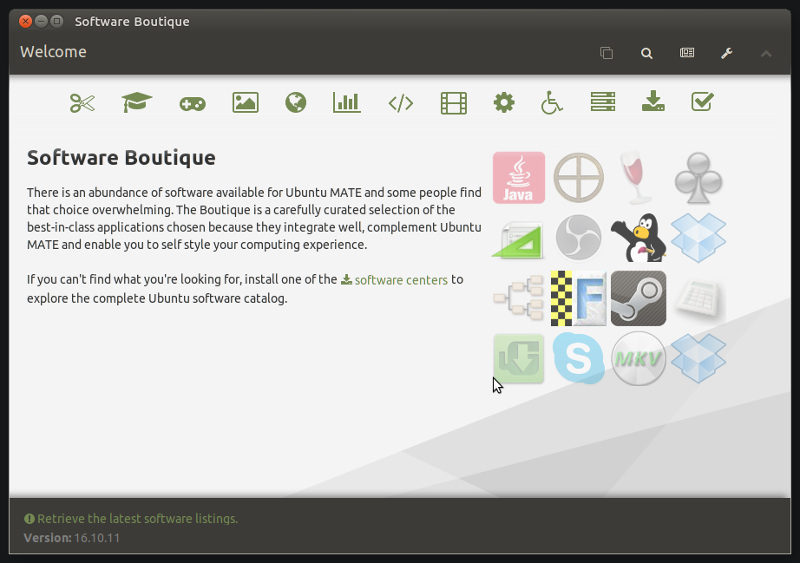 Software Boutique
Welcome
Software Boutique
There is an abundance of software available for Ubuntu MATE and some people find
that choice overwhelming. The Boutique is a carefully curated selection of the
best-in-class applications chosen because they integrate well, complement Ubuntu
MATE and enable you to self style your computing experience.
If you can't find what you're looking for, install one of the software centers to
explore the complete Ubuntu software catalog.
Java
F
S
MKV
Retrieve the latest software listings.
Version: 16.10.11